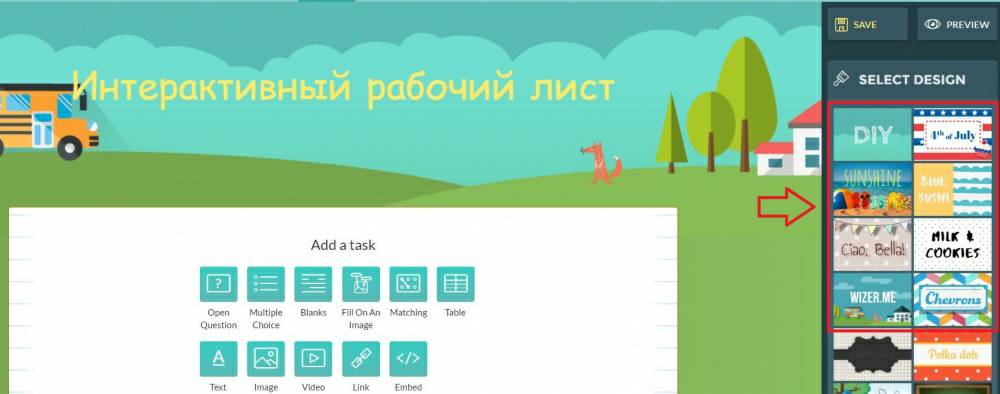 SAVE
PREVIEW
Интерактивный рабочий лист
SELECT DESIGN
DIY
4th of July
SUNSHINE
BLUE SUSHI
Ciao, Bella!
MILK & COOKIES
WIZER.ME
Chevrons
Polka dots
Add a task
?
Open Question
Multiple Choice
Blanks
Fill On An Image
Matching
Table
A
Text
Image
Video
Link
</>
Embed